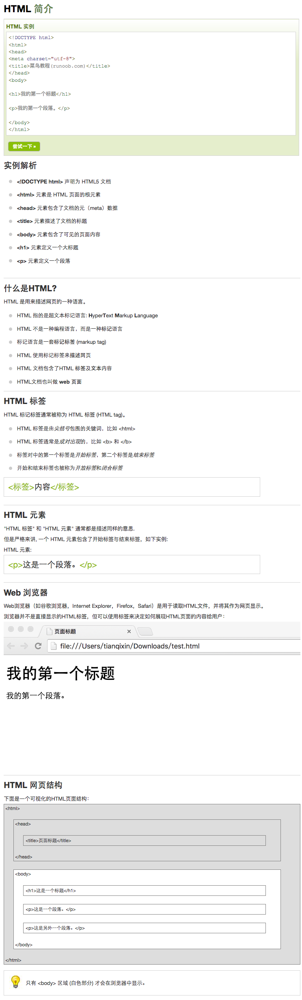 HTML 简介
HTML 实例
<!DOCTYPE html>
<html>
<head>
<meta charset="utf-8">
<title>菜鸟教程(runoob.com)</title>
</head>
<body>
<h1>我的第一个标题</h1>
<p>我的第一个段落。</p>
</body>
</html>
尝试一下 »
实例解析
<!DOCTYPE html> 声明为 HTML5 文档
<html> 元素是 HTML 页面的根元素
<head> 元素包含了文档的元（meta）数据
<title> 元素描述了文档的标题
<body> 元素包含了可见的页面内容
<h1> 元素定义一个大标题
<p> 元素定义一个段落
什么是HTML?
HTML 是用来描述网页的一种语言。
HTML 指的是超文本标记语言: HyperText Markup Language
HTML 不是一种编程语言，而是一种标记语言
标记语言是一套标记标签 (markup tag)
HTML 使用标记标签来描述网页
HTML 文档包含了HTML 标签及文本内容
HTML文档也叫做 web 页面
HTML 标签
HTML 标记标签通常被称为 HTML 标签 (HTML tag)。
HTML 标签是由尖括号包围的关键词，比如 <html>
HTML 标签通常是成对出现的，比如 <b> 和 </b>
标签对中的第一个标签是开始标签，第二个标签是结束标签
开始和结束标签也被称为开放标签和闭合标签
<标签>内容</标签>
HTML 元素
"HTML 标签" 和 "HTML 元素" 通常都是描述同样的意思.
但是严格来讲, 一个 HTML 元素包含了开始标签与结束标签，如下实例:
HTML 元素:
<p>这是一个段落。</p>
Web 浏览器
Web浏览器（如谷歌浏览器，Internet Explorer，Firefox，Safari）是用于读取HTML文件，并将其作为网页显示。
浏览器并不是直接显示的HTML标签，但可以使用标签来决定如何展现HTML页面的内容给用户：
页面标题
file:///Users/tianqixin/Downloads/test.html
我的第一个标题
我的第一个段落。
HTML 网页结构
下面是一个可视化的HTML页面结构：
<html>
<head>
<title>页面标题</title>
</head>
<body>
<h1>这是一个标题</h1>
<p>这是一个段落。</p>
<p>这是另外一个段落。</p>
</body>
</html>
只有 <body> 区域 (白色部分) 才会在浏览器中显示。